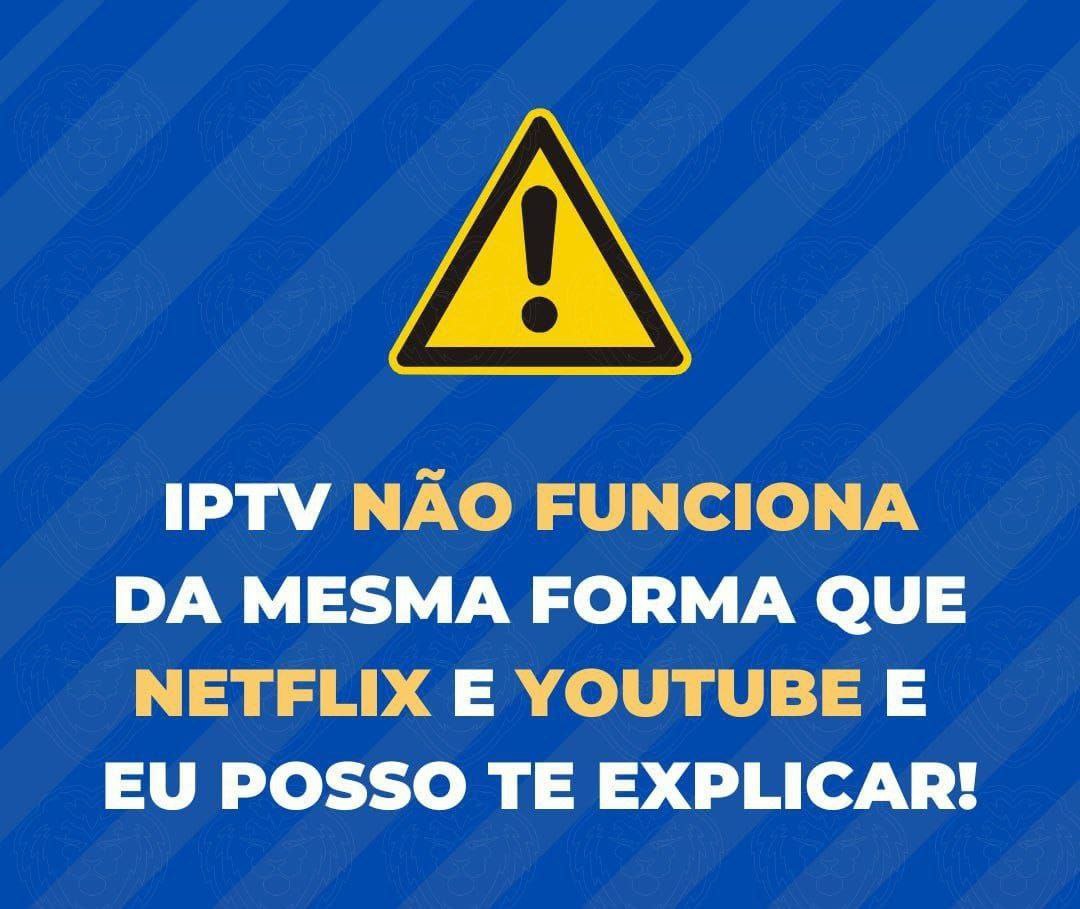 IPTV NÃO FUNCIONA
DA MESMA FORMA QUE
NETFLIX E YOUTUBE E
EU POSSO TE EXPLICAR!